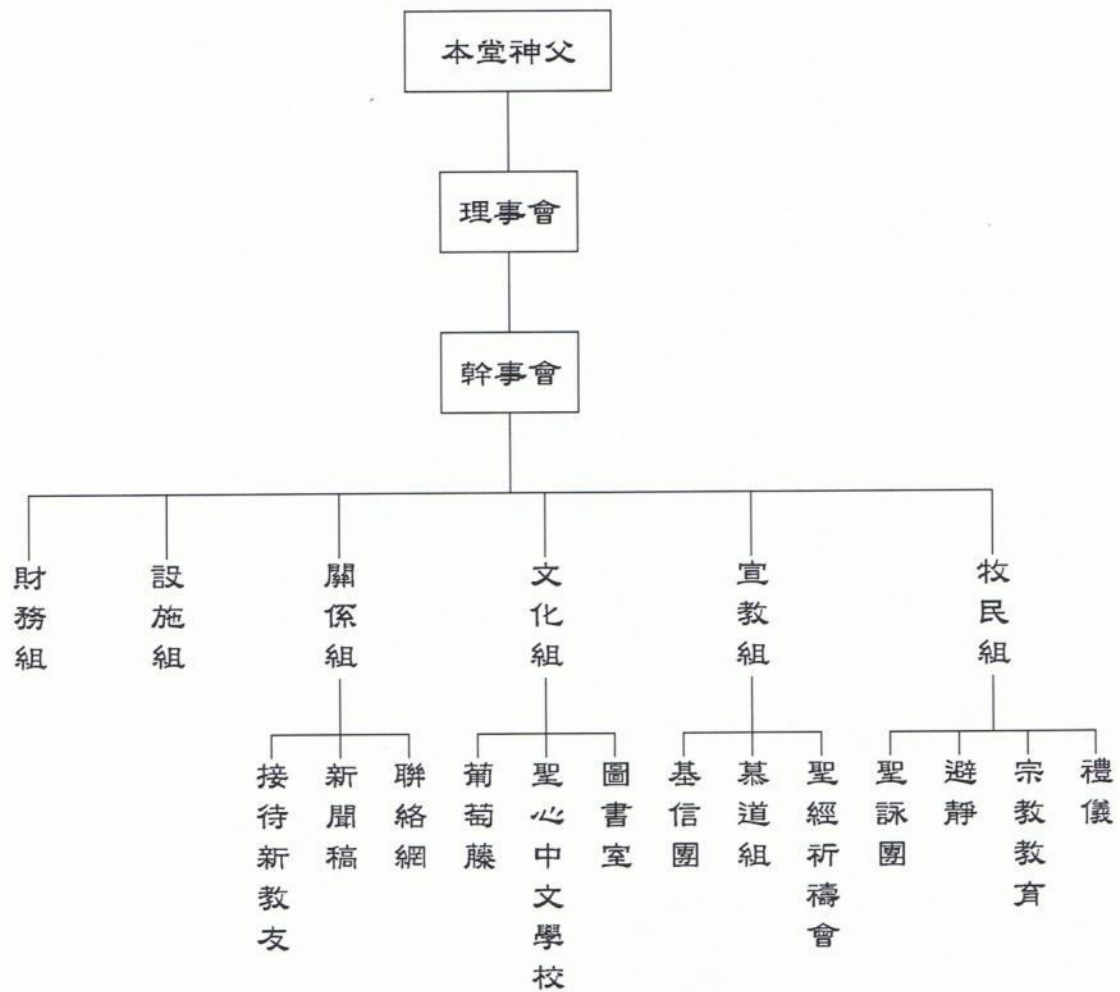 本堂神父
理事會
幹事會
財務組
設施組
關係組
文化組
宣教組
牧民組
接待新教友
新聞稿
聯絡網
葡萄藤
聖心中文學校
圖書室
基信團
慕道組
聖經祈禱會
聖詠團
避靜
宗教教育
禮儀